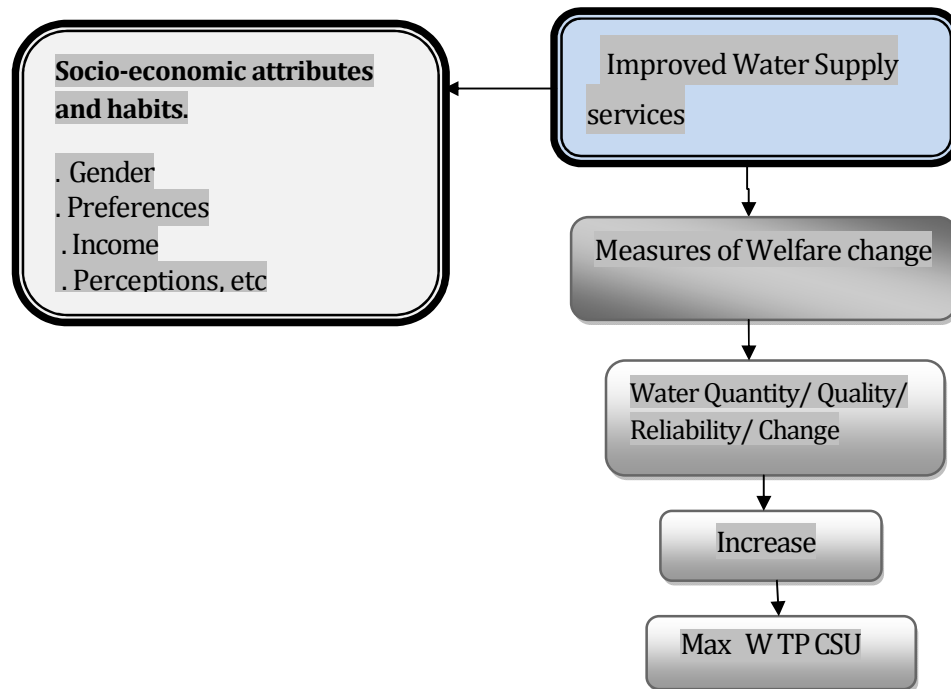 Socio-economic attributes
and habits.
. Gender
. Preferences
. Income
. Perceptions, etc
Improved Water Supply
services
Measures of Welfare change
Water Quantity/ Quality/
Reliability/ Change
Increase
Max W TP CSU